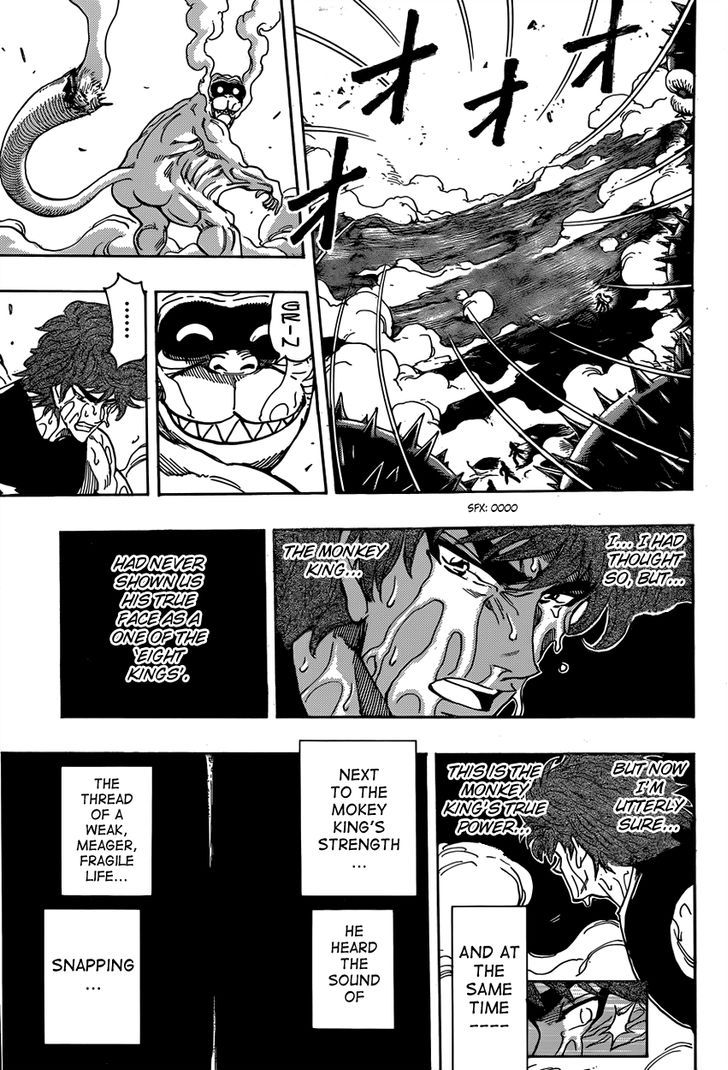 オオオオ
SFX: OOOO
GRIN
......
I... I HAD
THOUGHT
SO, BUT...
THE MONKEY
KING...
HAD NEVER
SHOWN US
HIS TRUE
FACE AS A
ONE OF THE
'EIGHT
KINGS'.
BUT NOW
I'M
UTTERLY
SURE...
THIS IS THE
MONKEY
KING'S TRUE
POWER...
AND AT
THE
SAME
TIME
----
NEXT
TO THE
MOKEY
KING'S
STRENGTH
...
HE
HEARD
THE
SOUND
OF
THE
THREAD
OF A
WEAK,
MEAGER,
FRAGILE
LIFE...
SNAPPING
...